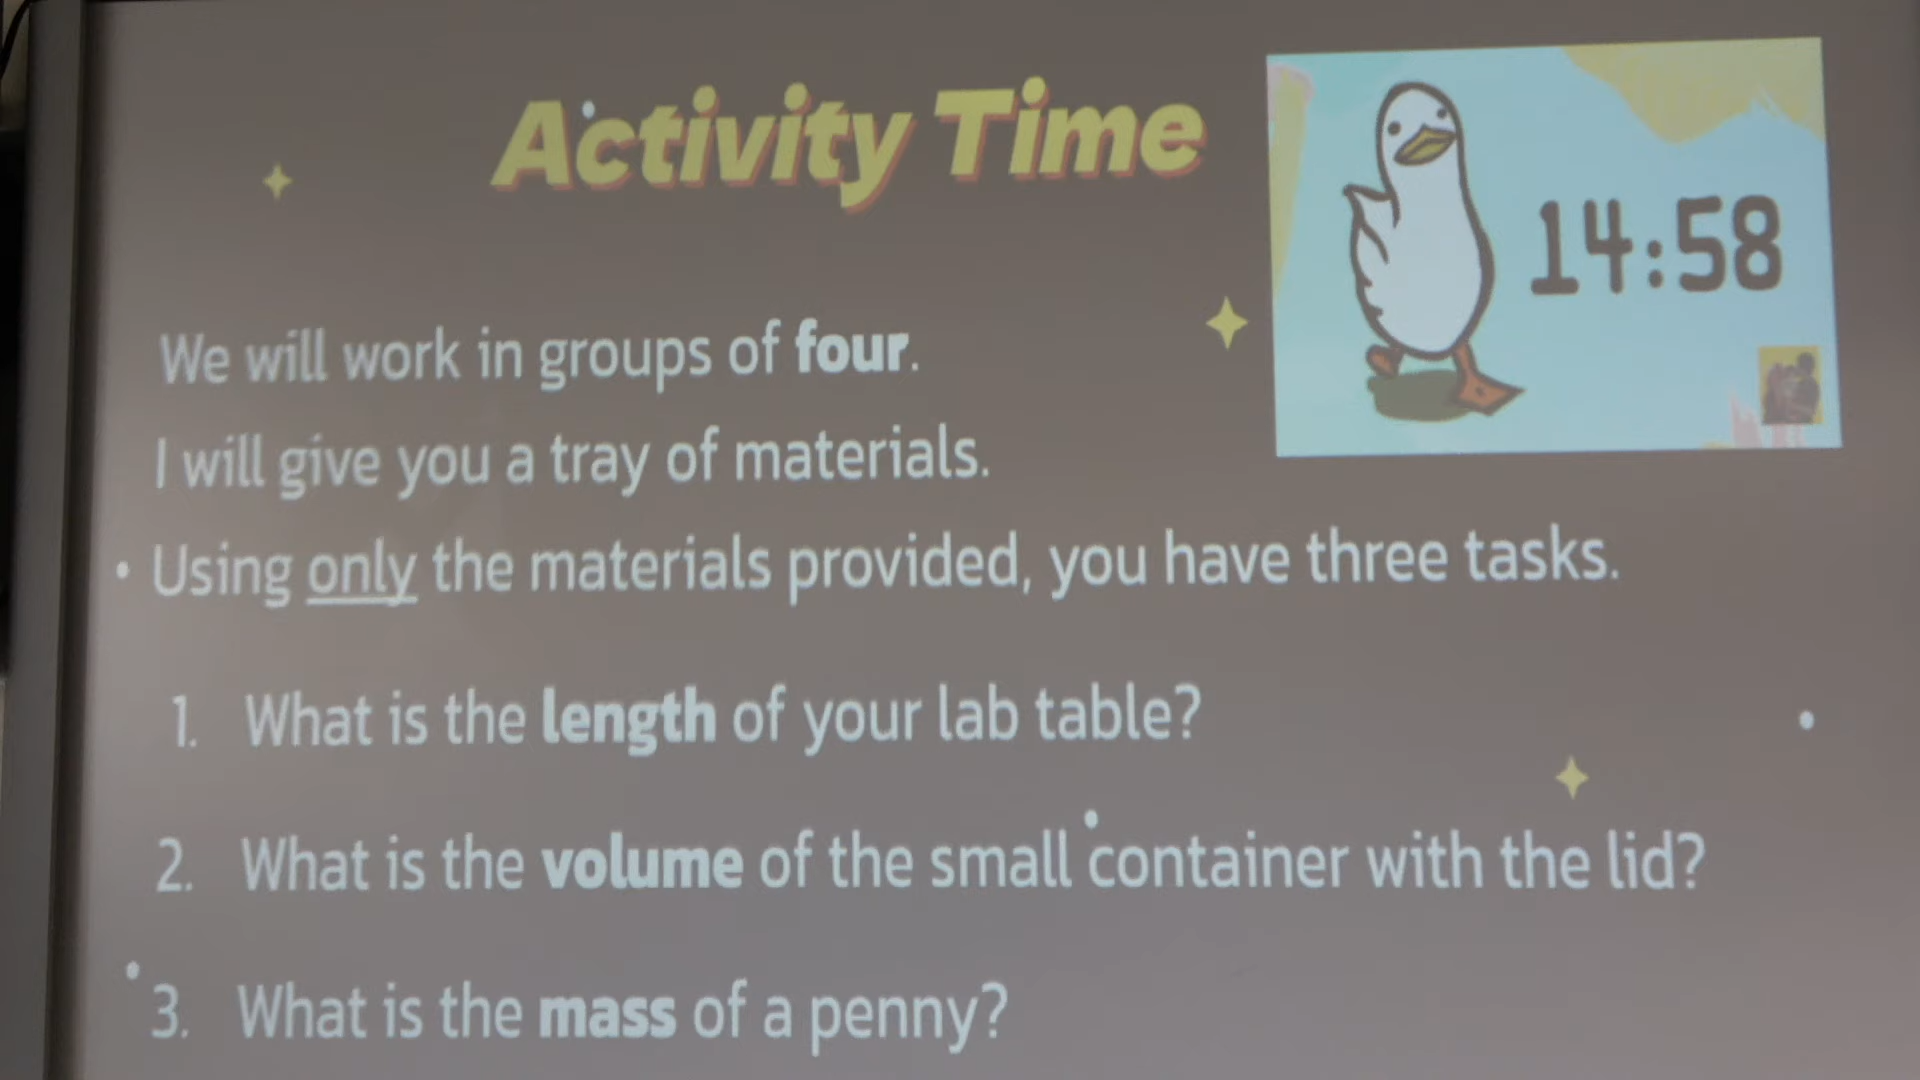 Activity Time
14:58
We will work in groups of four.
I will give you a tray of materials.
Using only the materials provided, you have three tasks.
1. What is the length of your lab table?
2. What is the volume of the small container with the lid?
3. What is the mass of a penny?